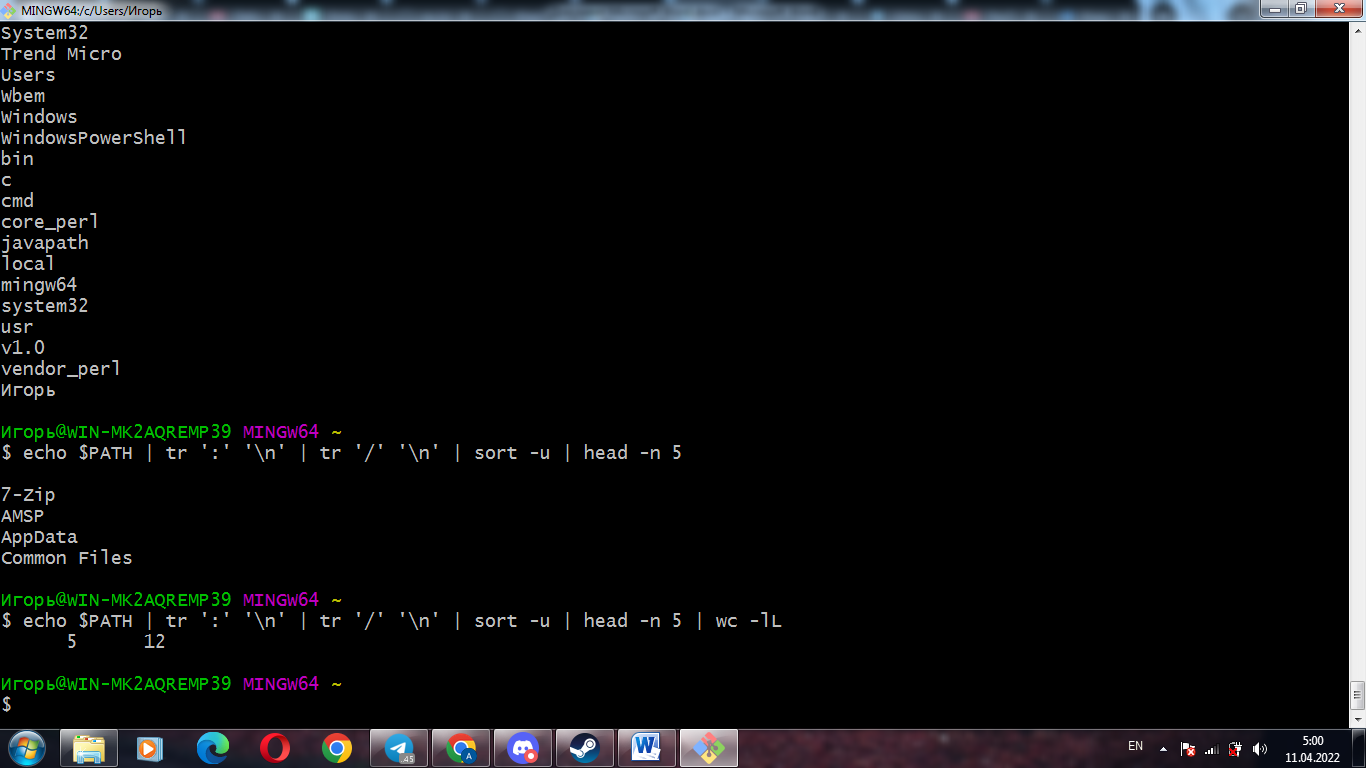 MINGW64:/c/Users/Игорь
System32
Trend Micro
Users
Wbem
Windows
WindowsPowerShell
bin
c
cmd
core_perl
javapath
local
mingw64
system32
usr
v1.0
vendor_perl
Игорь
Игорь@WIN-MK2AQREMP39 MINGW64 ~
$ echo $PATH | tr ':' '\n' | tr '/' '\n' | sort -u | head -n 5
7-Zip
AMSP
AppData
Common Files
Игорь@WIN-MK2AQREMP39 MINGW64 ~
$ echo $PATH | tr ':' '\n' | tr '/' '\n' | sort -u | head -n 5 | wc -lL
5 12
Игорь@WIN-MK2AQREMP39 MINGW64 ~
$
45
A
W
EN
5:00
11.04.2022